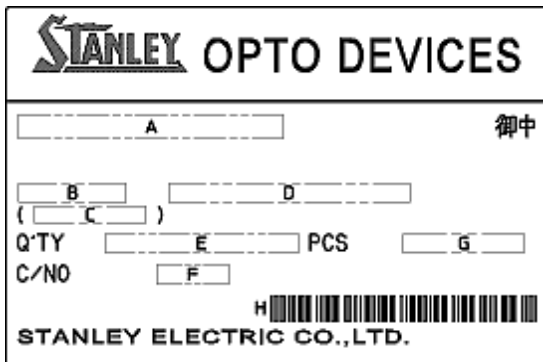 STANLEY OPTO DEVICES
A 御中
B D
( C )
Q'TY E PCS G
C/NO F
H
STANLEY ELECTRIC CO.,LTD.